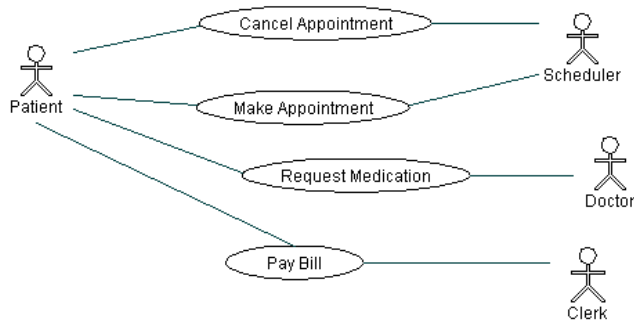 Cancel Appointment
Scheduler
Patient
Make Appointment
Request Medication
Doctor
Pay Bill
Clerk